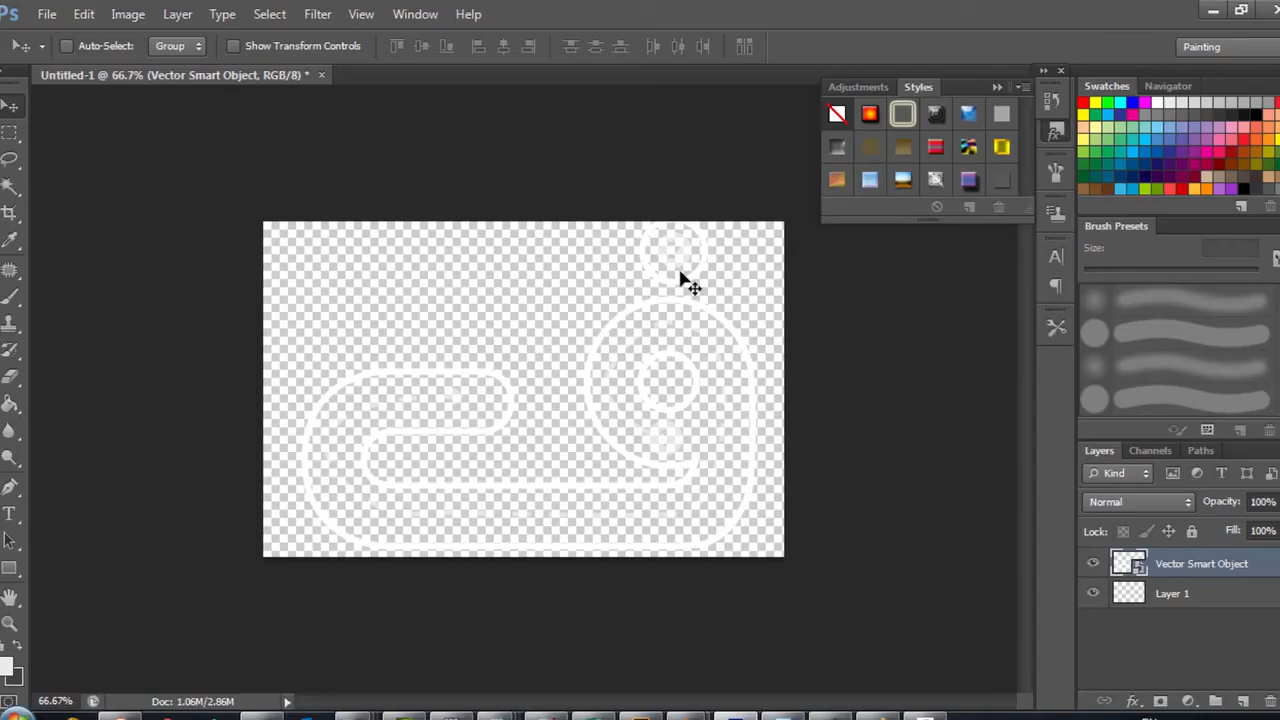 Ps File Edit Image Layer Type Select Filter View Window Help
Auto-Select: Group Show Transform Controls Painting
Untitled-1 @ 66.7% (Vector Smart Object, RGB/8) * ×
Adjustments Styles
Swatches Navigator
Brush Presets
Size:
Layers Channels Paths
Kind
Normal Opacity: 100%
Lock: Fill: 100%
Vector Smart Object
Layer 1
66.67% Doc: 1.06M/2.86M